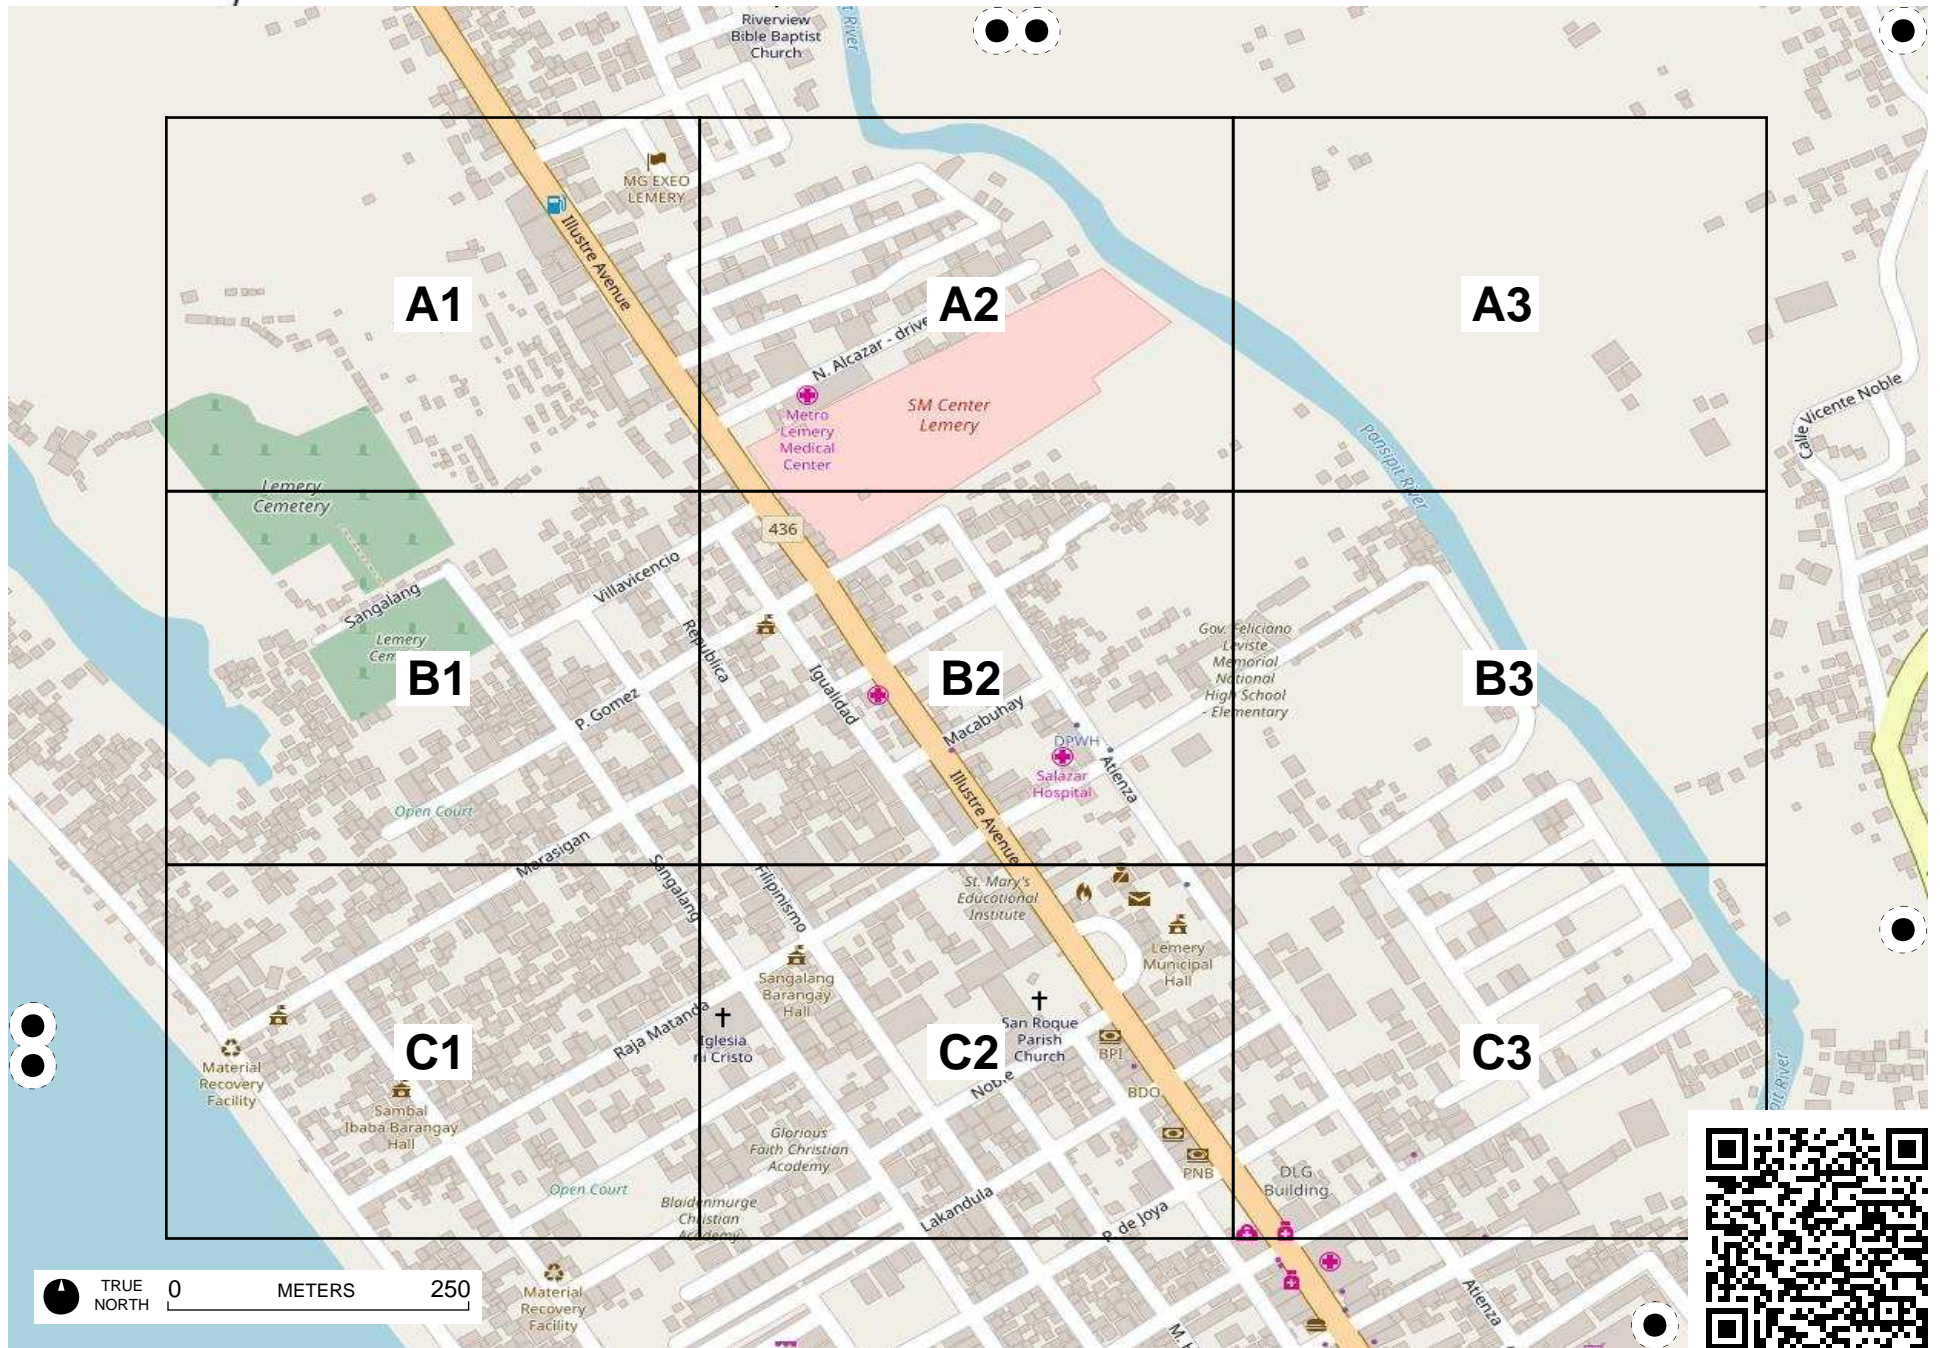 Riverview
Bible Baptist
Church
MG EXEO
LEMERY
Illustre Avenue
A1
A2
A3
N. Alcazar - drive
Metro
Lemery
Medical
Center
SM Center
Lemery
Pansipit River
Calle Vicente Noble
Lemery
Cemetery
436
Villavicencio
Sangalang
Lemery
Republica
Igualidad
Gov. Feliciano
Leviste
Memorial
National
High School
- Elementary
B1
B2
B3
P. Gomez
Macabuhay
DPWH
Salazar
Hospital
Atienza
Illustre Avenue
Open Court
Marasigan
Sangalang
Filipinismo
St. Mary's
Educational
Institute
Lemery
Municipal
Hall
Sangalang
Barangay
Hall
Raja Matanda
Iglesia
ni Cristo
San Roque
Parish
Church
BPI
C1
C2
C3
Material
Recovery
Facility
Noble
BDO
Sambal
Ibaba Barangay
Hall
Glorious
Faith Christian
Academy
PNB
DLG
Building
Open Court
Blaidenmurge
Christian
Academy
Lakandula
P. de Joya
Atienza
TRUE
NORTH
0 METERS 250
Material
Recovery
Facility